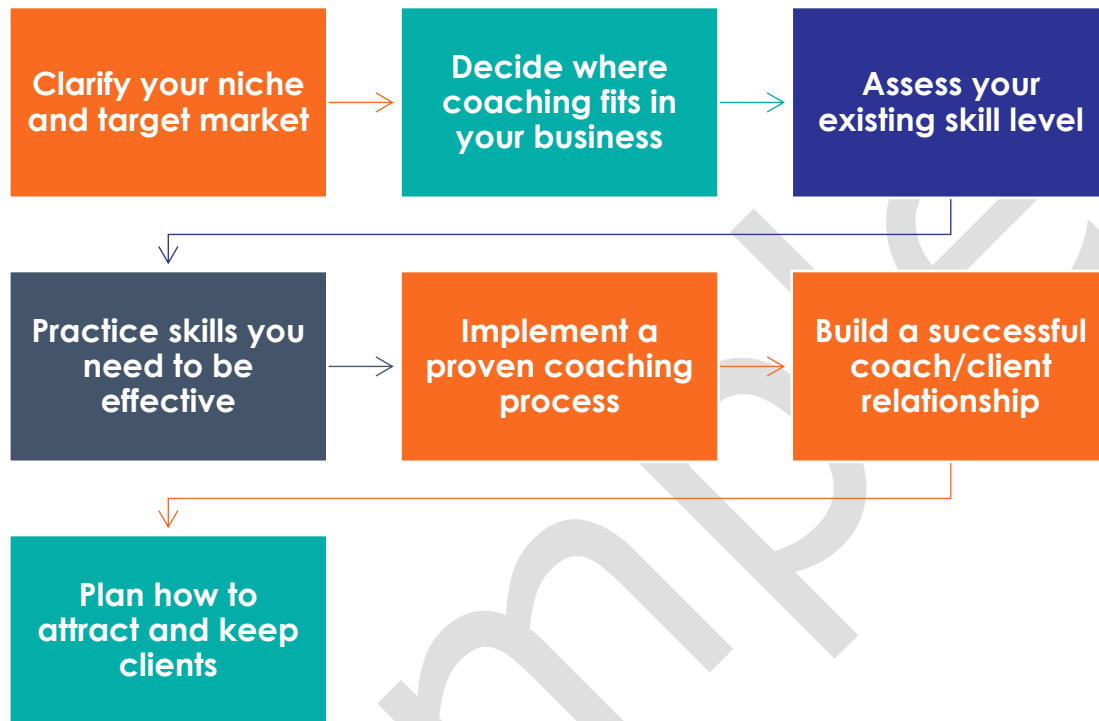 Clarify your niche
and target market
Decide where
coaching fits in
your business
Assess your
existing skill level
Practice skills you
need to be
effective
Implement a
proven coaching
process
Build a successful
coach/client
relationship
Plan how to
attract and keep
clients